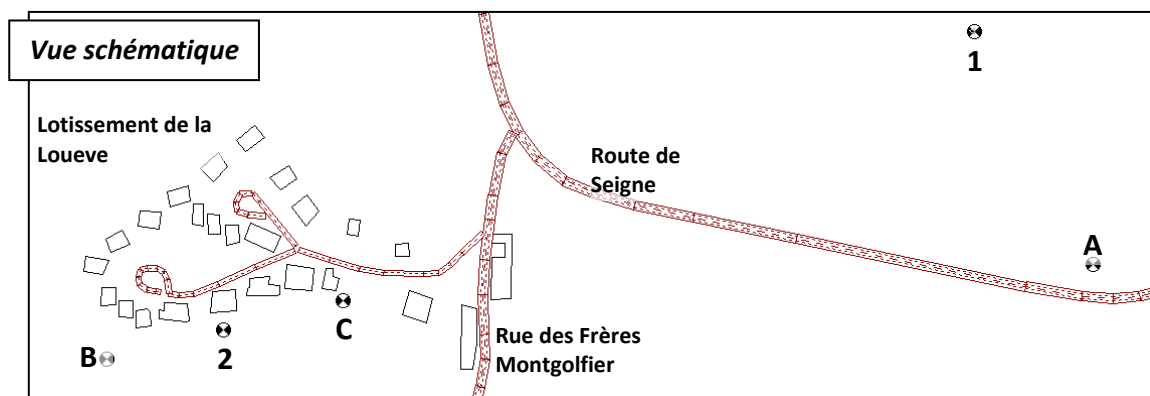 Vue schématique
1
Lotissement de la
Loueve
Route de
Seigne
A
C
B
2
Rue des Frères
Montgolfier